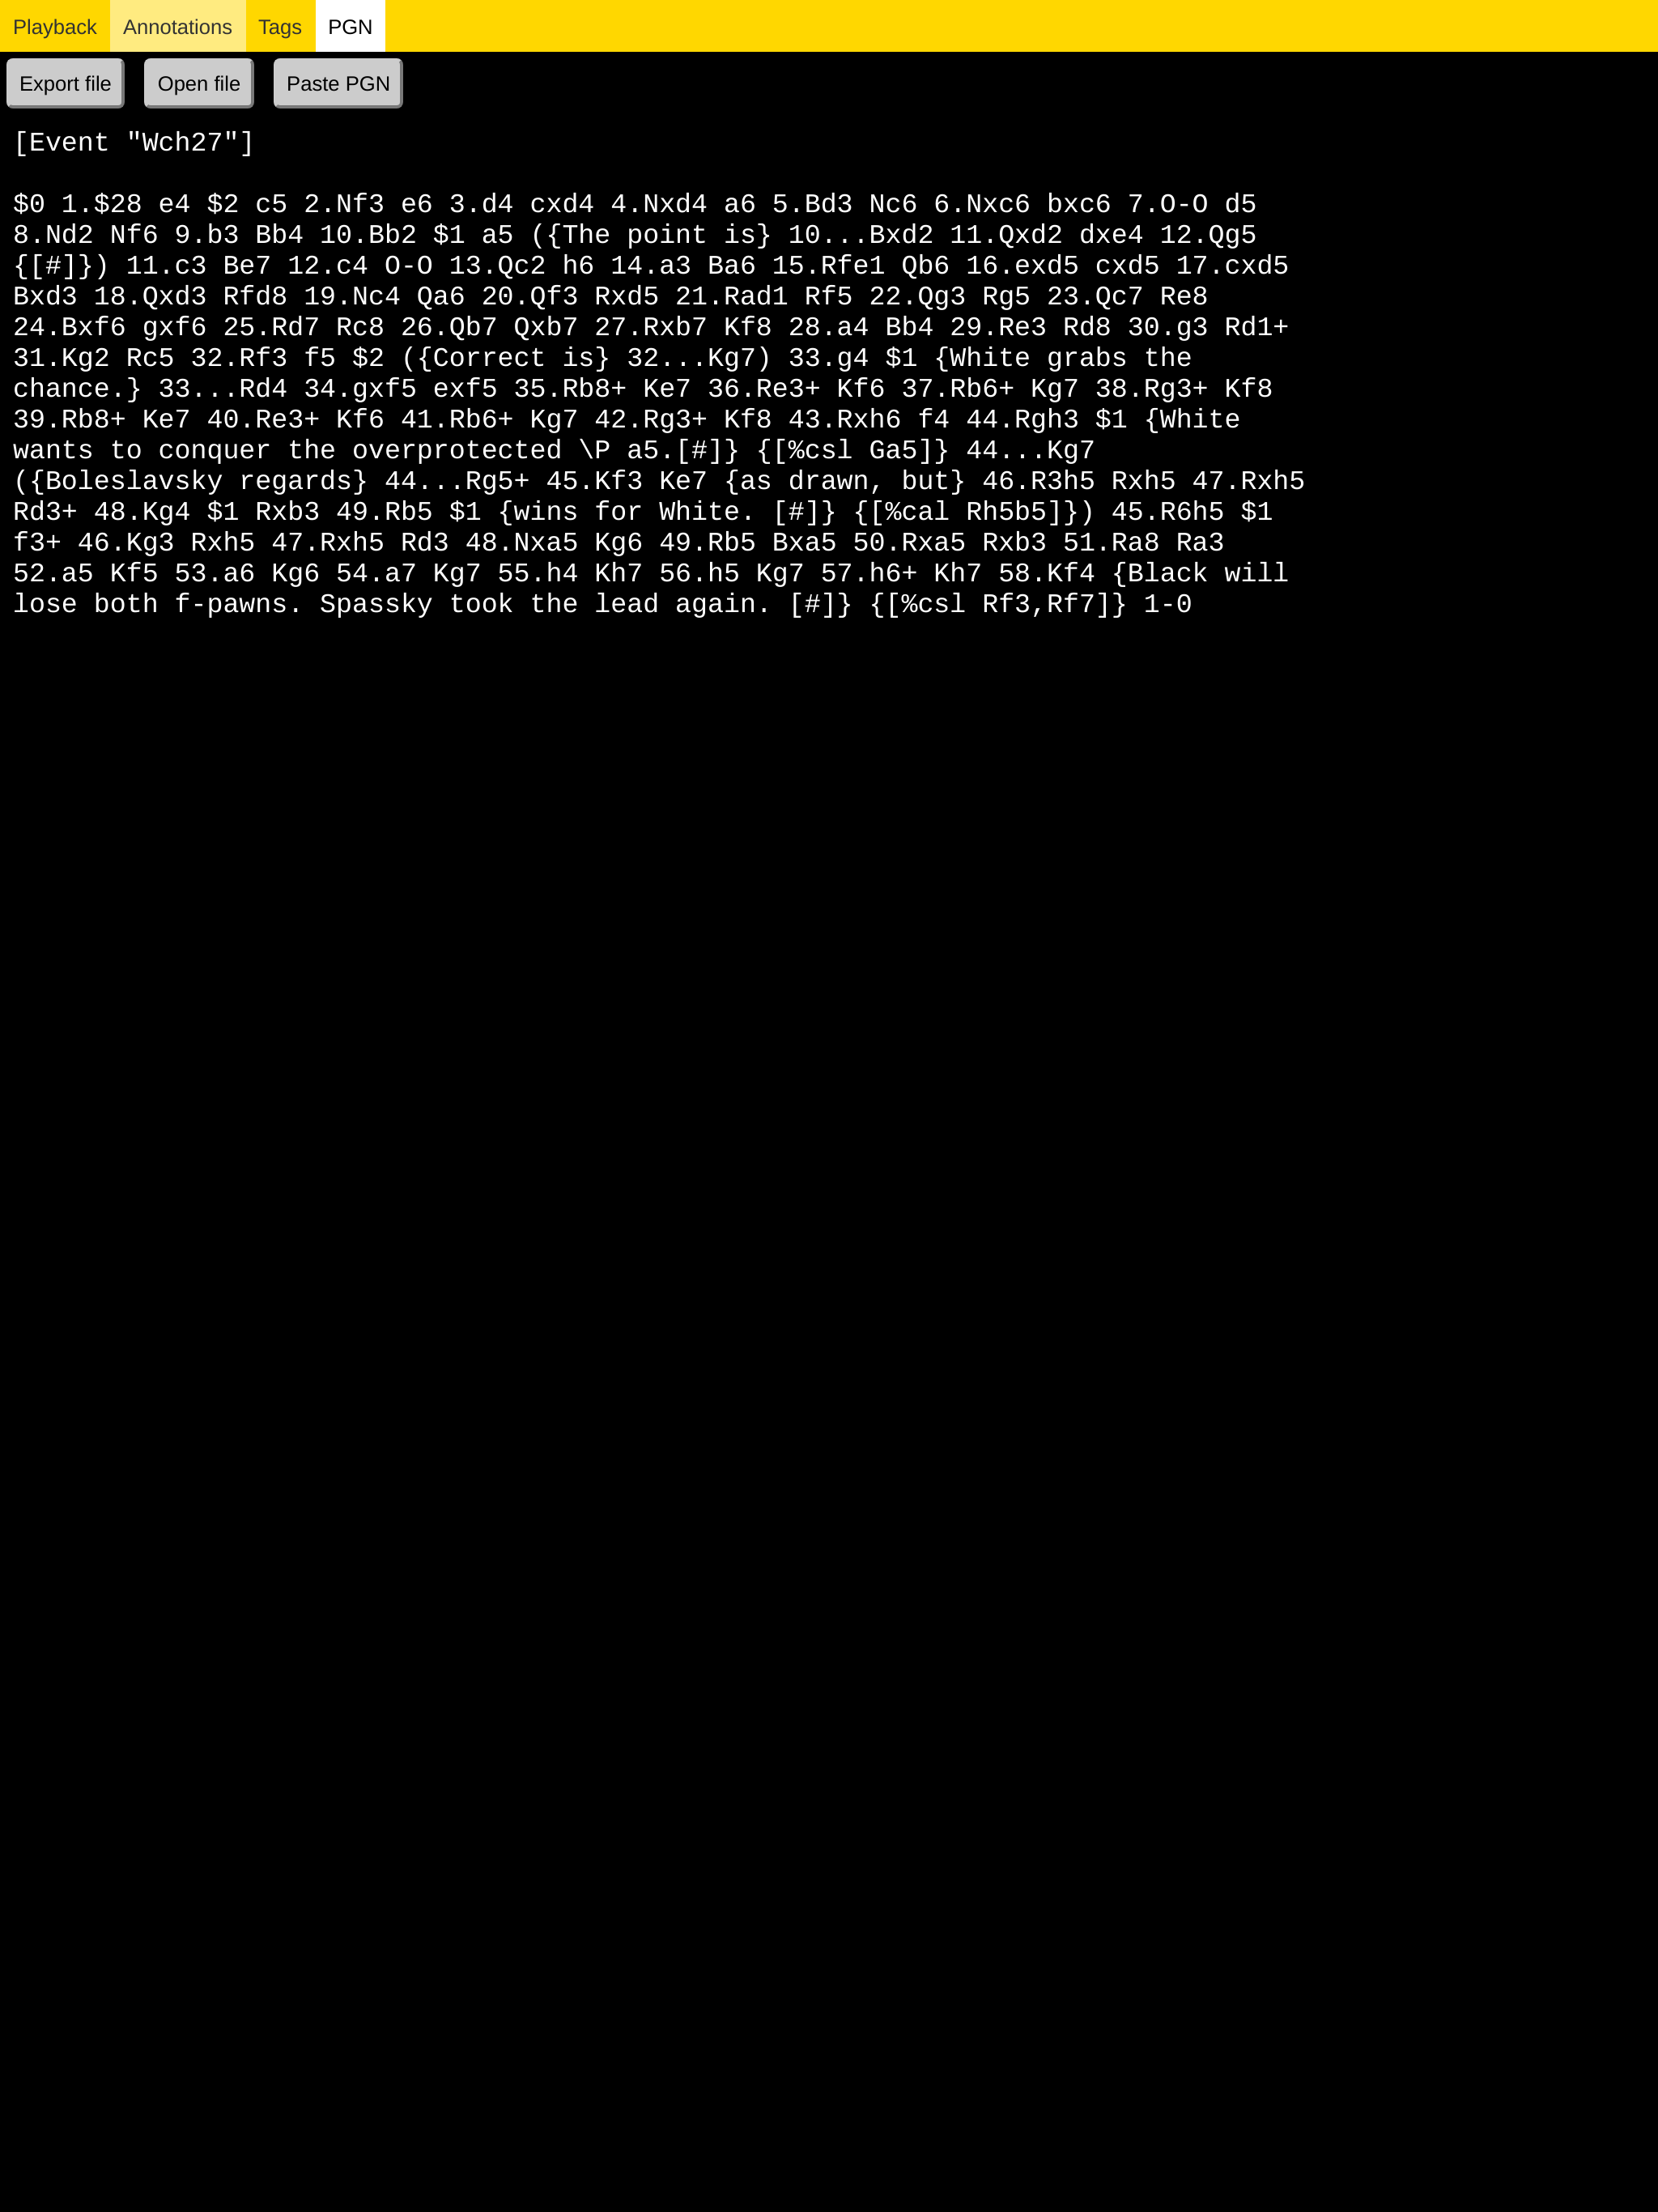 Playback Annotations Tags PGN
Export file Open file Paste PGN
[Event "Wch27"]
$0 1.$28 e4 $2 c5 2.Nf3 e6 3.d4 cxd4 4.Nxd4 a6 5.Bd3 Nc6 6.Nxc6 bxc6 7.O-O d5
8.Nd2 Nf6 9.b3 Bb4 10.Bb2 $1 a5 ({The point is} 10...Bxd2 11.Qxd2 dxe4 12.Qg5
{[#]}) 11.c3 Be7 12.c4 O-O 13.Qc2 h6 14.a3 Ba6 15.Rfe1 Qb6 16.exd5 cxd5 17.cxd5
Bxd3 18.Qxd3 Rfd8 19.Nc4 Qa6 20.Qf3 Rxd5 21.Rad1 Rf5 22.Qg3 Rg5 23.Qc7 Re8
24.Bxf6 gxf6 25.Rd7 Rc8 26.Qb7 Qxb7 27.Rxb7 Kf8 28.a4 Bb4 29.Re3 Rd8 30.g3 Rd1+
31.Kg2 Rc5 32.Rf3 f5 $2 ({Correct is} 32...Kg7) 33.g4 $1 {White grabs the
chance.} 33...Rd4 34.gxf5 exf5 35.Rb8+ Ke7 36.Re3+ Kf6 37.Rb6+ Kg7 38.Rg3+ Kf8
39.Rb8+ Ke7 40.Re3+ Kf6 41.Rb6+ Kg7 42.Rg3+ Kf8 43.Rxh6 f4 44.Rgh3 $1 {White
wants to conquer the overprotected \P a5.[#]} {[%csl Ga5]} 44...Kg7
({Boleslavsky regards} 44...Rg5+ 45.Kf3 Ke7 {as drawn, but} 46.R3h5 Rxh5 47.Rxh5
Rd3+ 48.Kg4 $1 Rxb3 49.Rb5 $1 {wins for White. [#]} {[%cal Rh5b5]}) 45.R6h5 $1
f3+ 46.Kg3 Rxh5 47.Rxh5 Rd3 48.Nxa5 Kg6 49.Rb5 Bxa5 50.Rxa5 Rxb3 51.Ra8 Ra3
52.a5 Kf5 53.a6 Kg6 54.a7 Kg7 55.h4 Kh7 56.h5 Kg7 57.h6+ Kh7 58.Kf4 {Black will
lose both f-pawns. Spassky took the lead again. [#]} {[%csl Rf3,Rf7]} 1-0